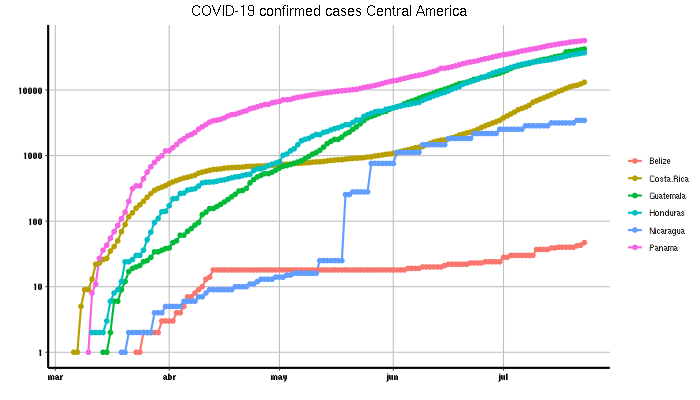 COVID-19 confirmed cases Central America
10000
1000
100
10
1
mar
abr
may
jun
jul
Belize
Costa.Rica
Guatemala
Honduras
Nicaragua
Panama